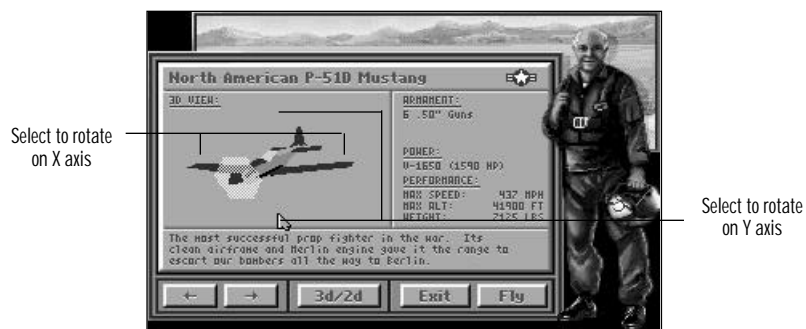 North American P-51D Mustang
3D VIEW:
Select to rotate
on X axis
ARMAMENT:
6 .50" Guns
POWER:
V-1650 (1590 HP)
PERFORMANCE:
MAX SPEED: 437 MPH
MAX ALT: 41900 FT
WEIGHT: 7125 LBS
Select to rotate
on Y axis
The most successful prop fighter in the war. Its
clean airframe and Merlin engine gave it the range to
escort our bombers all the way to Berlin.
← → 3d/2d Exit Fly